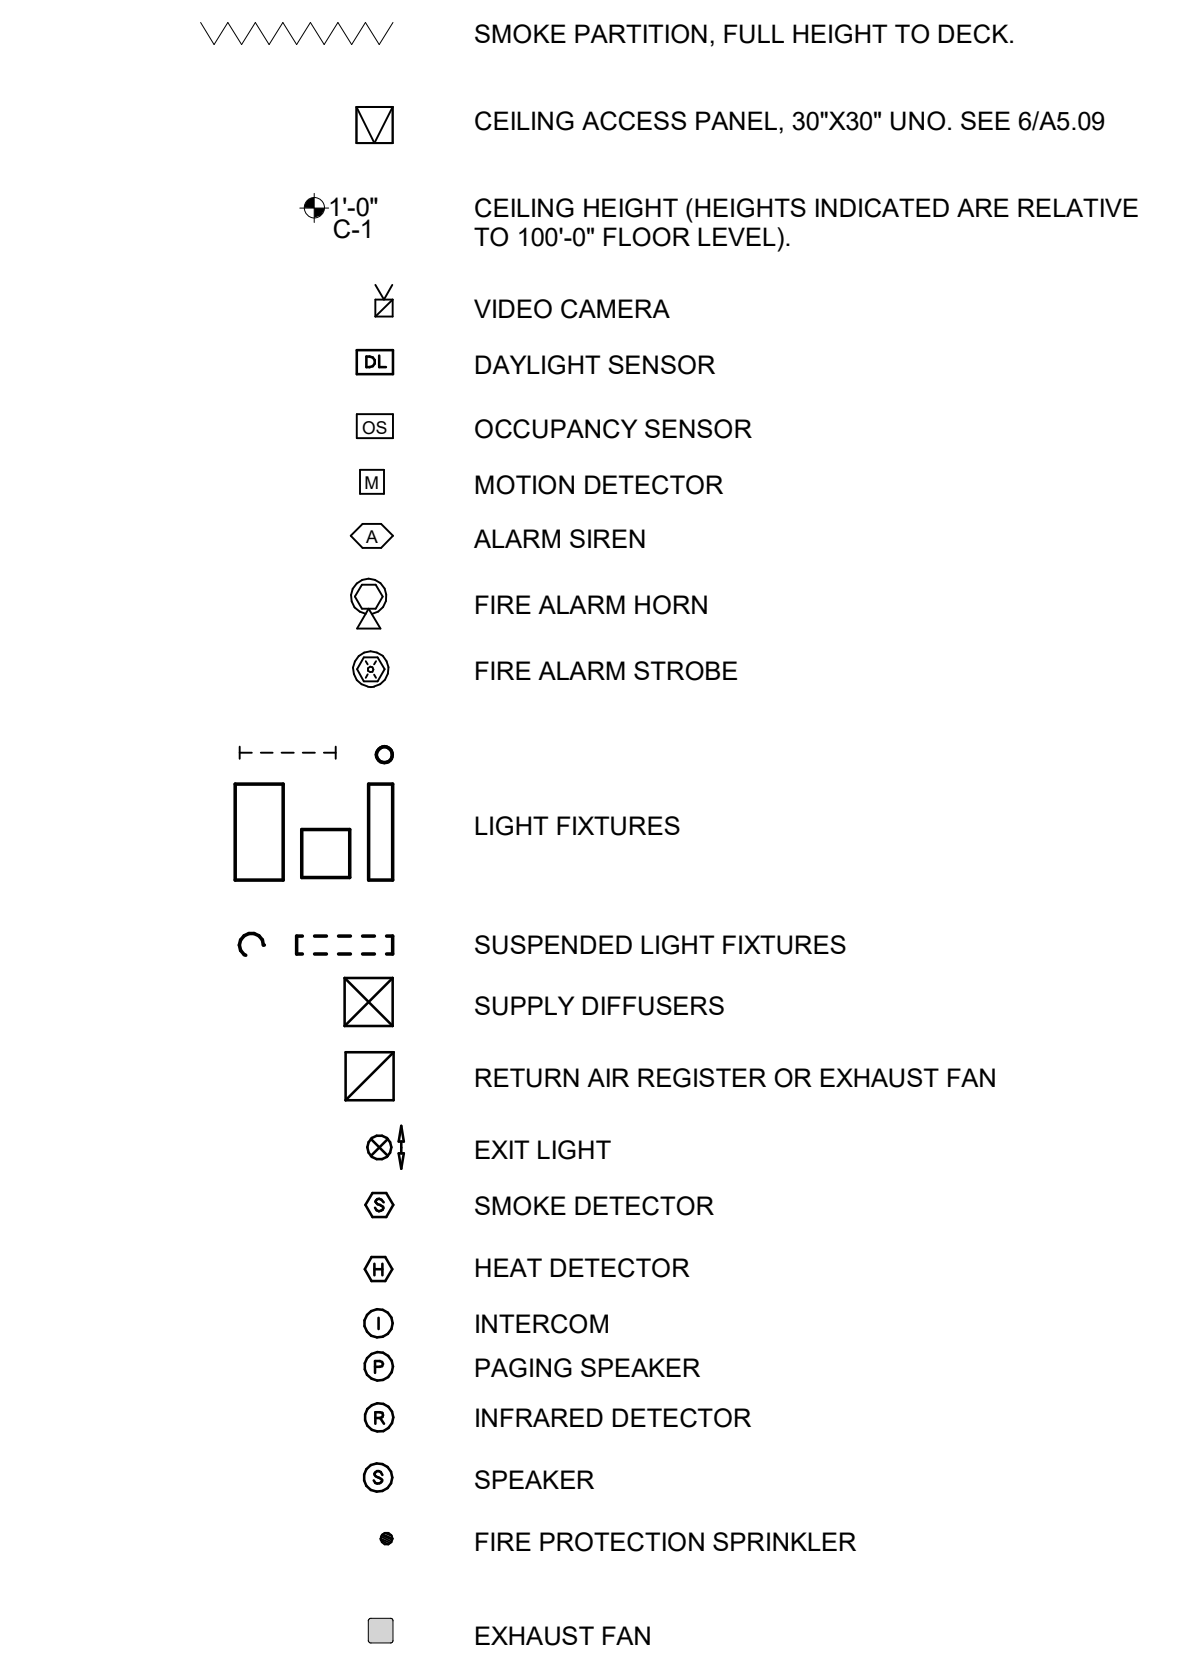 SMOKE PARTITION, FULL HEIGHT TO DECK.
CEILING ACCESS PANEL, 30"X30" UNO. SEE 6/A5.09
1'-0"
C-1
CEILING HEIGHT (HEIGHTS INDICATED ARE RELATIVE
TO 100'-0" FLOOR LEVEL).
VIDEO CAMERA
DL DAYLIGHT SENSOR
OS OCCUPANCY SENSOR
M MOTION DETECTOR
A ALARM SIREN
FIRE ALARM HORN
FIRE ALARM STROBE
LIGHT FIXTURES
SUSPENDED LIGHT FIXTURES
SUPPLY DIFFUSERS
RETURN AIR REGISTER OR EXHAUST FAN
EXIT LIGHT
S SMOKE DETECTOR
H HEAT DETECTOR
I INTERCOM
P PAGING SPEAKER
R INFRARED DETECTOR
S SPEAKER
FIRE PROTECTION SPRINKLER
EXHAUST FAN